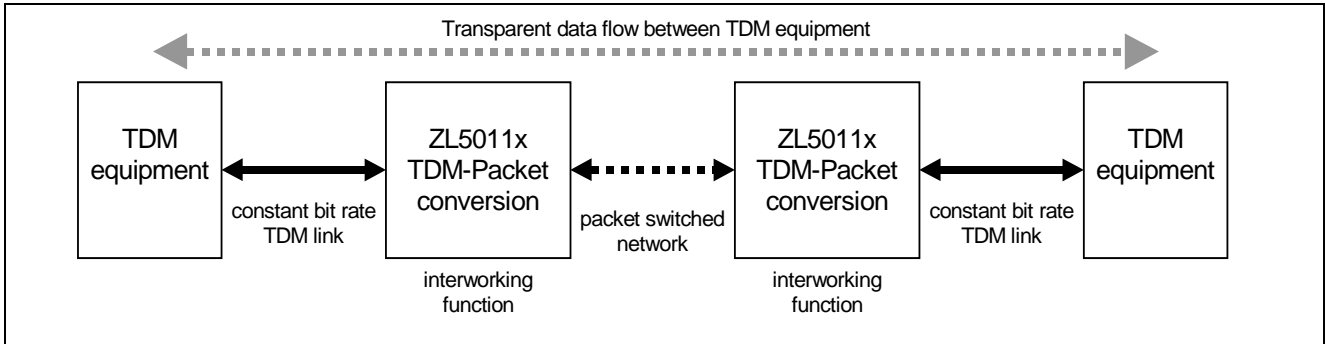 Transparent data flow between TDM equipment
TDM
equipment
constant bit rate
TDM link
ZL5011x
TDM-Packet
conversion
interworking
function
packet switched
network
ZL5011x
TDM-Packet
conversion
interworking
function
constant bit rate
TDM link
TDM
equipment